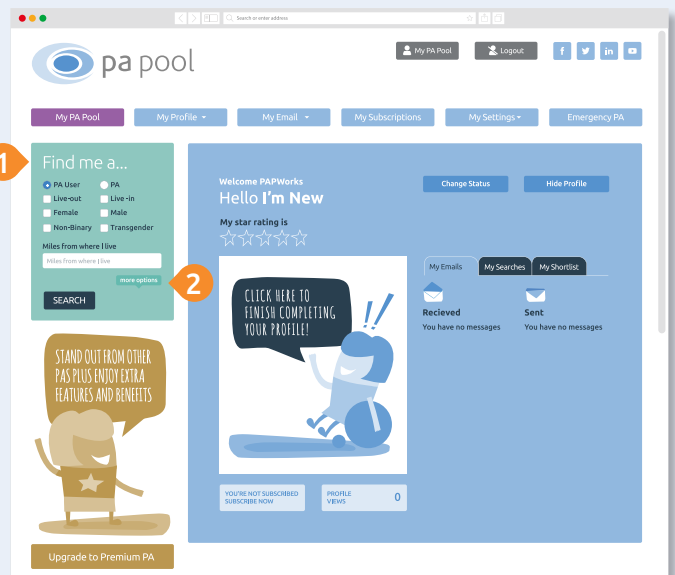 Search or enter address
pa pool
My PA Pool
Logout
My PA Pool
My Profile
My Email
My Subscriptions
My Settings
Emergency PA
1
Find me a...
PA User
PA
Live-out
Live -in
Female
Male
Non-Binary
Transgender
Miles from where I live
Miles from where I live
more options
2
SEARCH
STAND OUT FROM OTHER
PAS PLUS ENJOY EXTRA
FEATURES AND BENEFITS
Upgrade to Premium PA
Welcome PAPWorks
Hello I'm New
My star rating is
Change Status
Hide Profile
CLICK HERE TO
FINISH COMPLETING
YOUR PROFILE!
My Emails
My Searches
My Shortlist
Recieved
You have no messages
Sent
You have no messages
YOU'RE NOT SUBSCRIBED
SUBSCRIBE NOW
PROFILE
VIEWS
0